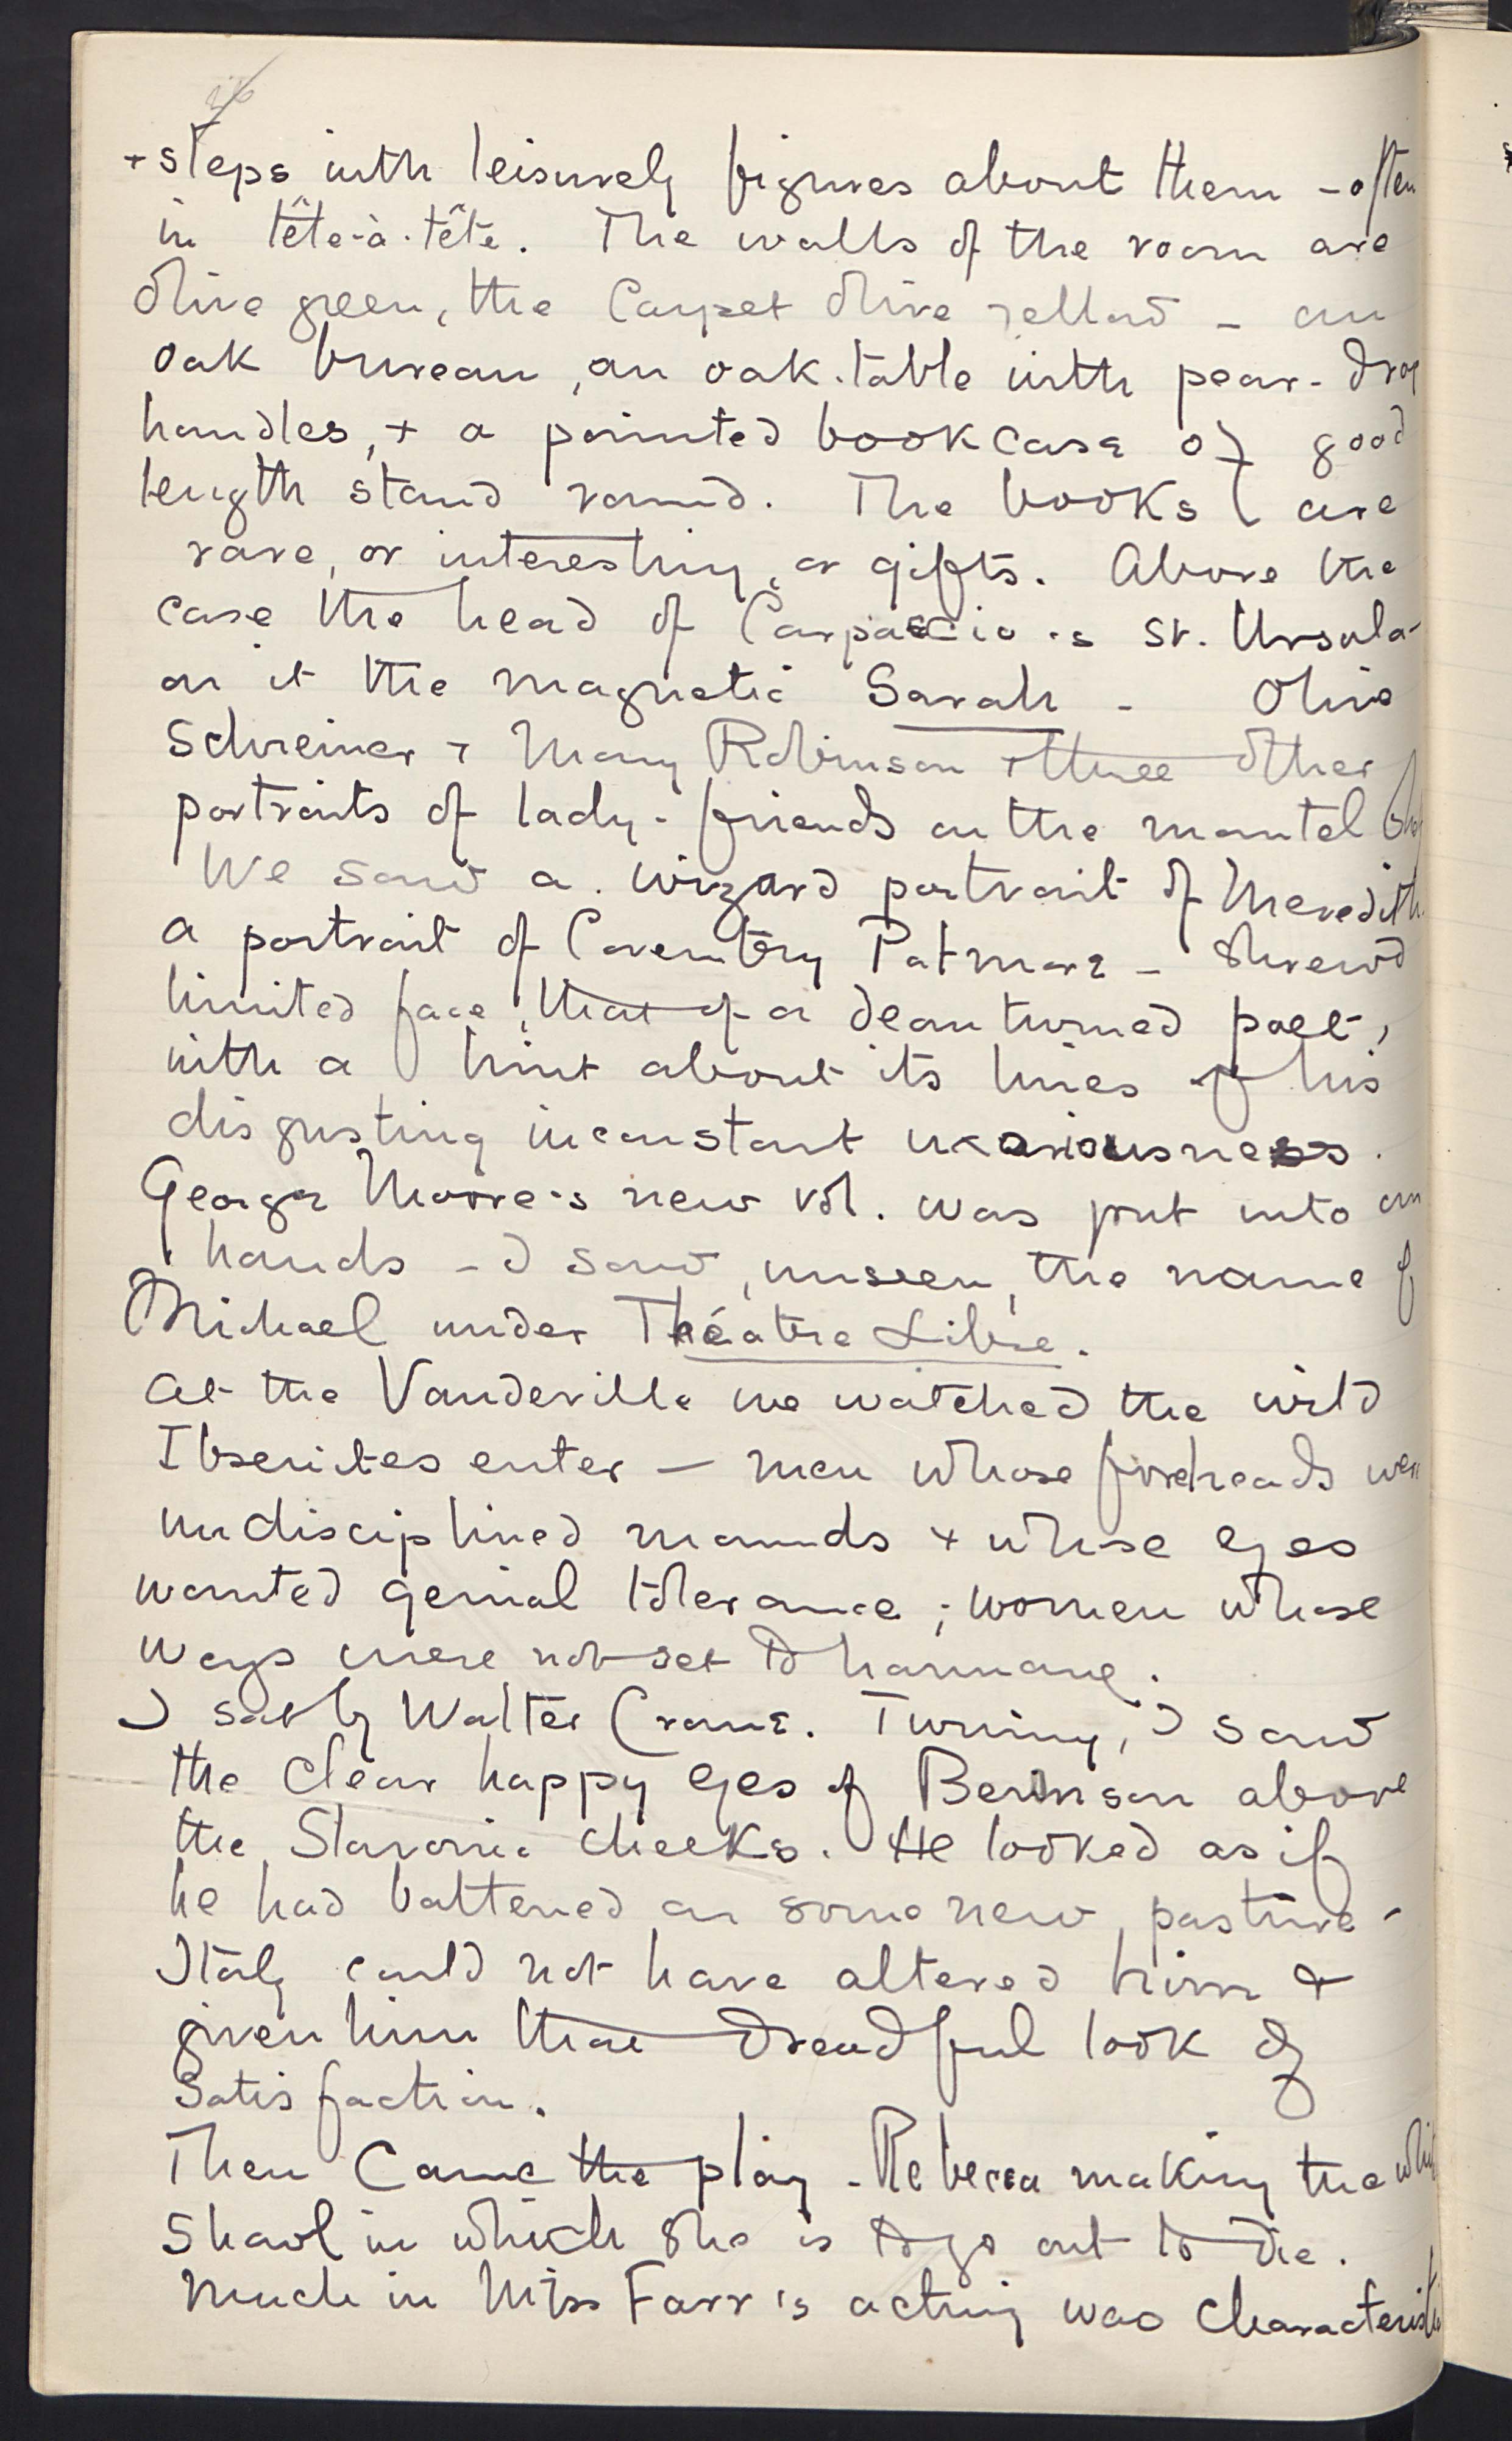 + steps with leisurely figures about them - often
in tête-à-tête. The walls of the room are
olive green, the Carpet olive yellow - an
oak bureau, an oak-table with pear-drop
handles, + a painted bookcase of good
length stand round. The books are
rare, or interesting, or gifts. Above the
case the head of Carpaccio's St. Ursula -
on it the magnetic Sarah - Olive
Schreiner + Mary Robinson + three other
portraits of lady-friends on the mantel
We saw a wizard portrait of Meredith
a portrait of Coventry Patmore - shrewd
limited face, that of a dean turned poet,
with a hint about its lines of his
disgusting inconstant uxoriousness.
George Moore's new vol. was put into our
hands - I saw, unseen, the name of
Michael under Théatre Libre.
At the Vaudeville we watched the wild
Ibsenites enter — men whose foreheads were
undisciplined mounds + whose eyes
wanted genial tolerance; women whose
ways were not set to harmony.
I sat by Walter Crane. Turning, I saw
the clear happy eyes of Berenson above
the Slavonic cheeks. He looked as if
he had battened on some new pasture -
Italy could not have altered him &
given him that dreadful look of
Satisfaction.
Then Came the play - Rebecca making the white
Shawl in which she is to go out to die.
Much in Miss Farr's acting was Characteristic